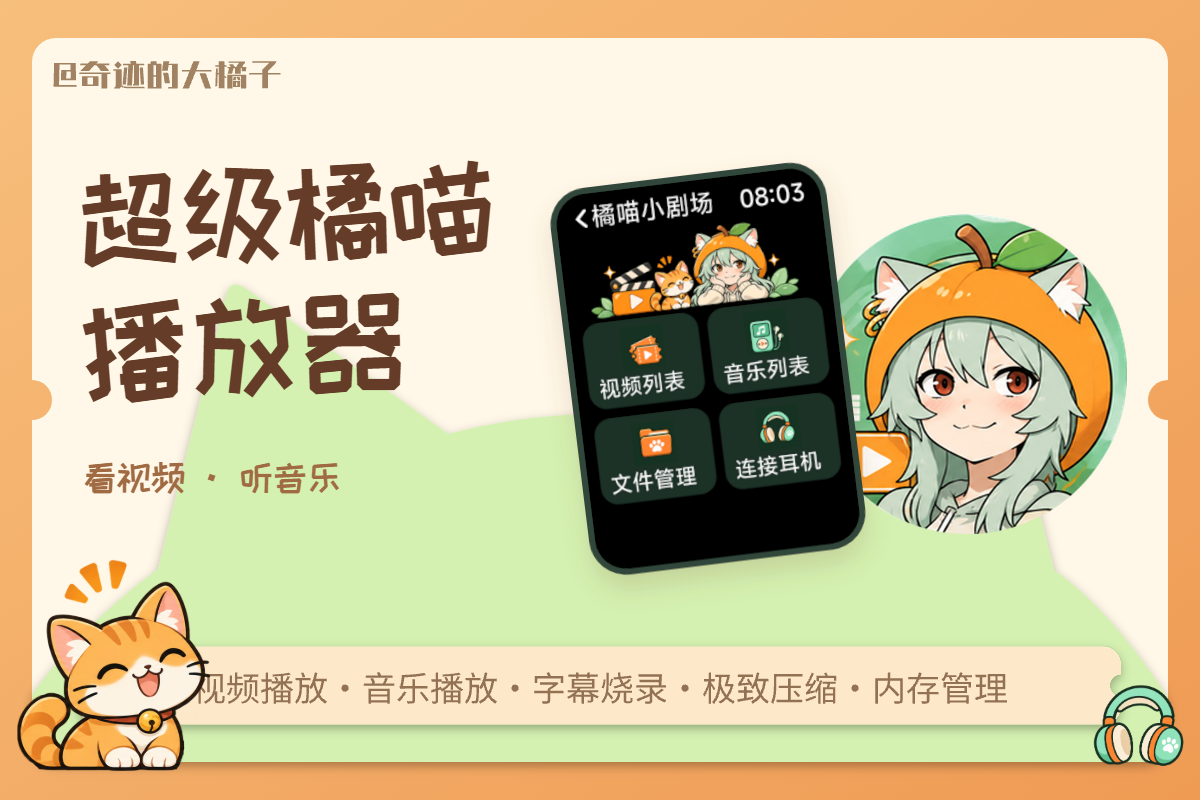 @奇迹的大橘子
超级橘喵
播放器
看视频 · 听音乐
橘喵小剧场 08:03
视频列表
音乐列表
文件管理
连接耳机
视频播放・音乐播放・字幕烧录・极致压缩・内存管理